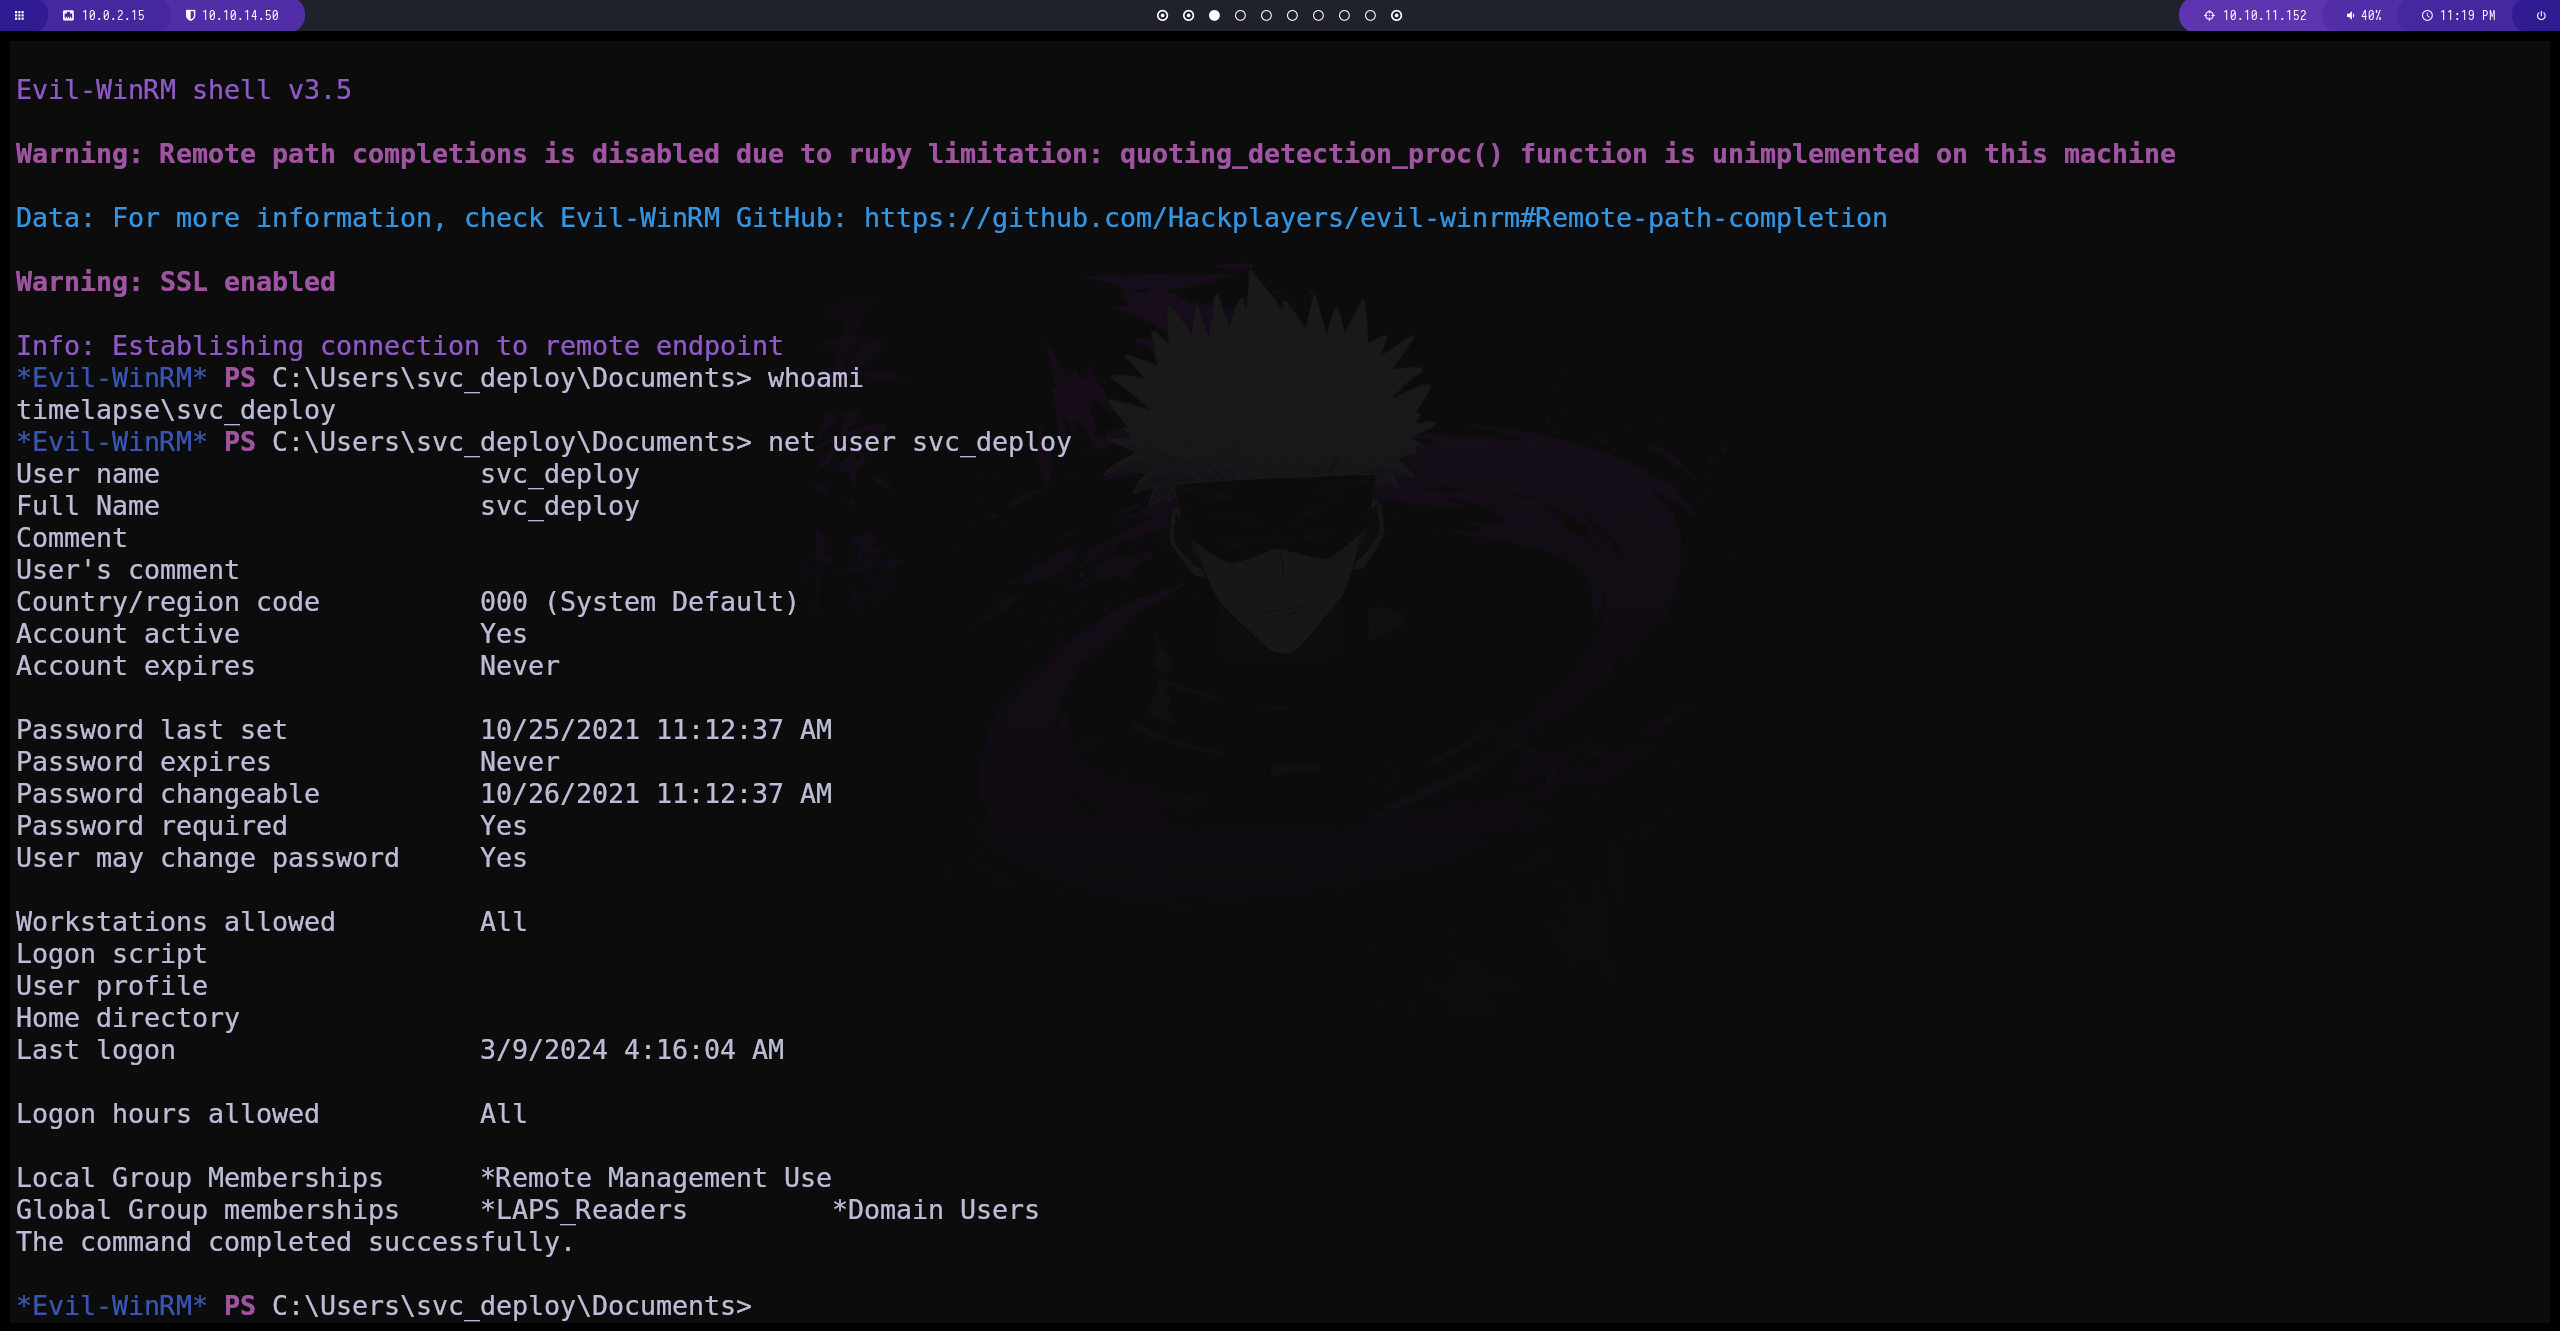 10.0.2.15 10.10.14.50 10.10.11.152 40% 11:19 PM
Evil-WinRM shell v3.5
Warning: Remote path completions is disabled due to ruby limitation: quoting_detection_proc() function is unimplemented on this machine
Data: For more information, check Evil-WinRM GitHub: https://github.com/Hackplayers/evil-winrm#Remote-path-completion
Warning: SSL enabled
Info: Establishing connection to remote endpoint
*Evil-WinRM* PS C:\Users\svc_deploy\Documents> whoami
timelapse\svc_deploy
*Evil-WinRM* PS C:\Users\svc_deploy\Documents> net user svc_deploy
User name                    svc_deploy
Full Name                    svc_deploy
Comment
User's comment
Country/region code          000 (System Default)
Account active               Yes
Account expires              Never
Password last set            10/25/2021 11:12:37 AM
Password expires             Never
Password changeable          10/26/2021 11:12:37 AM
Password required            Yes
User may change password     Yes
Workstations allowed         All
Logon script
User profile
Home directory
Last logon                   3/9/2024 4:16:04 AM
Logon hours allowed          All
Local Group Memberships      *Remote Management Use
Global Group memberships     *LAPS_Readers         *Domain Users
The command completed successfully.
*Evil-WinRM* PS C:\Users\svc_deploy\Documents>
五
条
悟